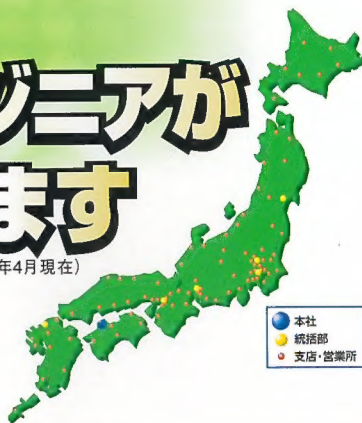 ジニアが
ます
年4月現在)
本社
統括部
支店・営業所